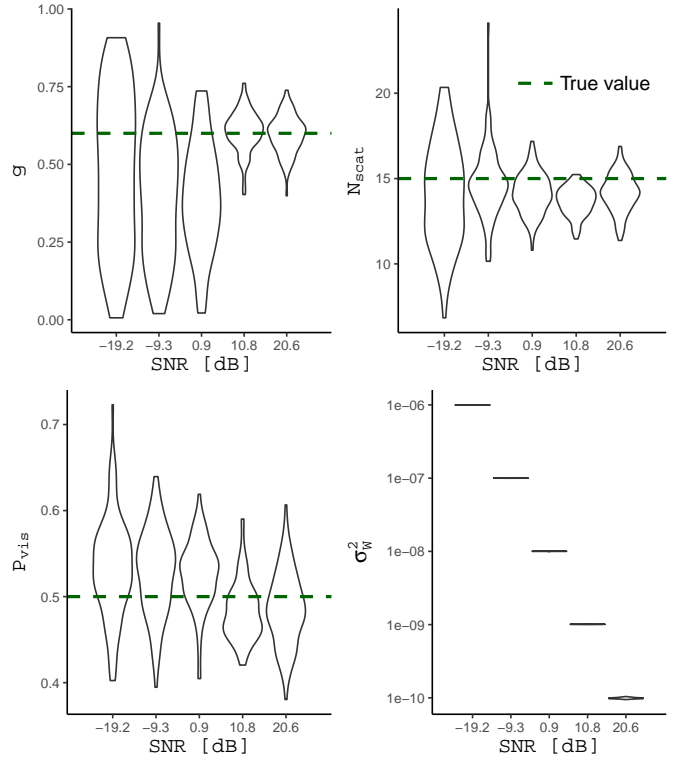 1.00
0.75
0.50
0.25
0.00
g
−19.2 −9.3 0.9 10.8 20.6
SNR [dB]
20
15
10
N_scat
True value
−19.2 −9.3 0.9 10.8 20.6
SNR [dB]
0.7
0.6
0.5
0.4
P_vis
−19.2 −9.3 0.9 10.8 20.6
SNR [dB]
1e−06
1e−07
1e−08
1e−09
1e−10
σ²_W
−19.2 −9.3 0.9 10.8 20.6
SNR [dB]